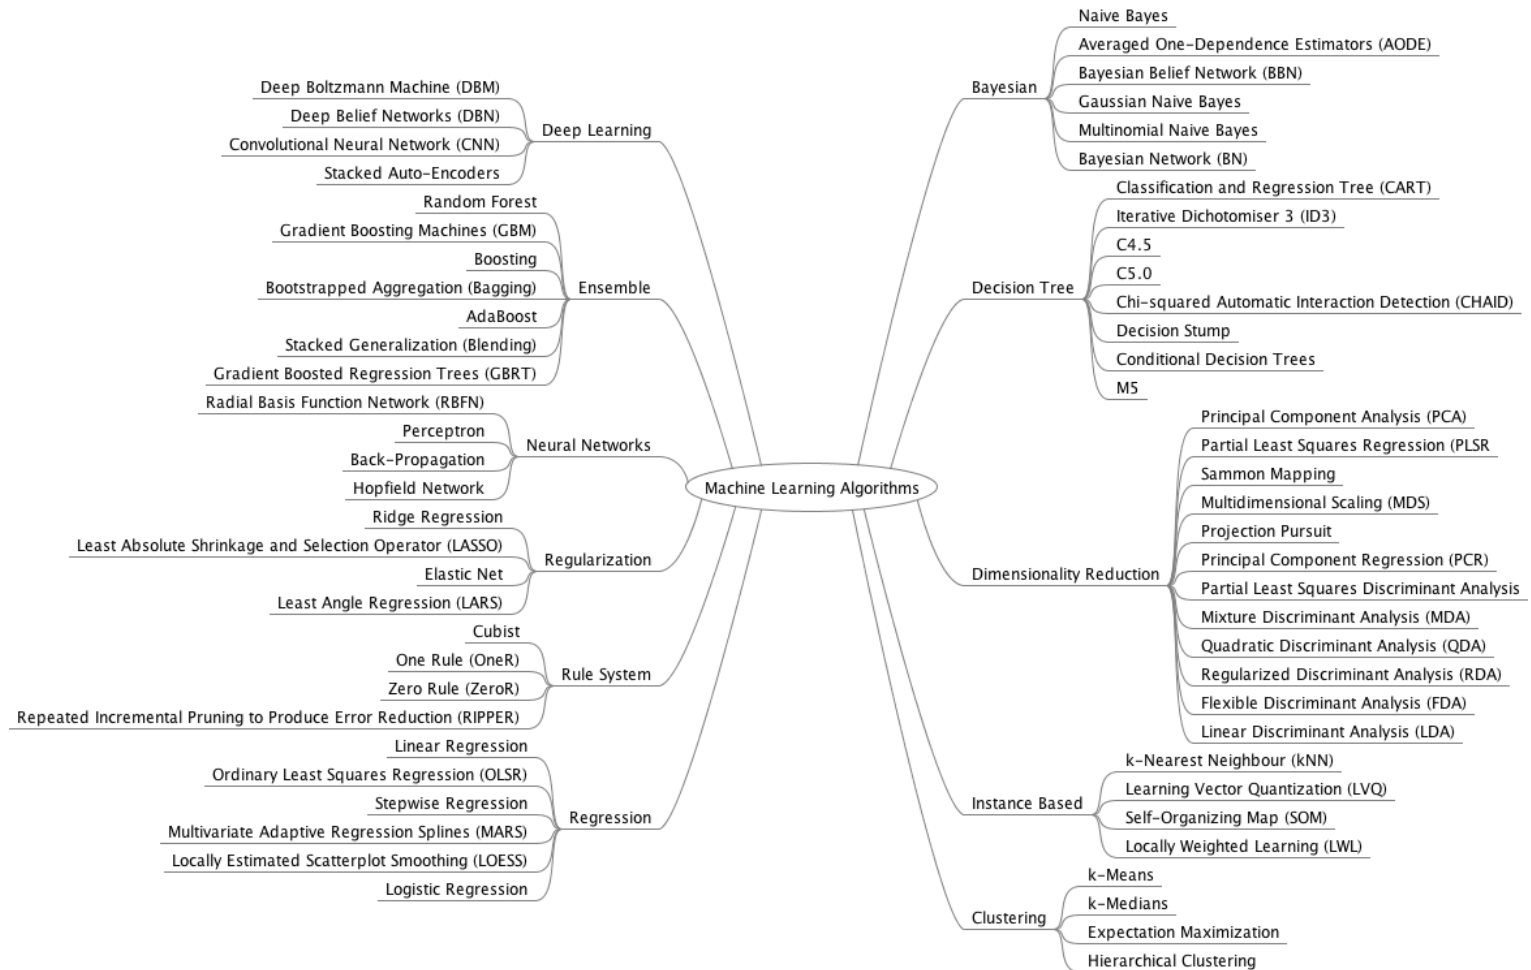 Machine Learning Algorithms
Deep Learning
Deep Boltzmann Machine (DBM)
Deep Belief Networks (DBN)
Convolutional Neural Network (CNN)
Stacked Auto-Encoders
Ensemble
Random Forest
Gradient Boosting Machines (GBM)
Boosting
Bootstrapped Aggregation (Bagging)
AdaBoost
Stacked Generalization (Blending)
Gradient Boosted Regression Trees (GBRT)
Neural Networks
Radial Basis Function Network (RBFN)
Perceptron
Back-Propagation
Hopfield Network
Regularization
Ridge Regression
Least Absolute Shrinkage and Selection Operator (LASSO)
Elastic Net
Least Angle Regression (LARS)
Rule System
Cubist
One Rule (OneR)
Zero Rule (ZeroR)
Repeated Incremental Pruning to Produce Error Reduction (RIPPER)
Regression
Linear Regression
Ordinary Least Squares Regression (OLSR)
Stepwise Regression
Multivariate Adaptive Regression Splines (MARS)
Locally Estimated Scatterplot Smoothing (LOESS)
Logistic Regression
Bayesian
Naive Bayes
Averaged One-Dependence Estimators (AODE)
Bayesian Belief Network (BBN)
Gaussian Naive Bayes
Multinomial Naive Bayes
Bayesian Network (BN)
Decision Tree
Classification and Regression Tree (CART)
Iterative Dichotomiser 3 (ID3)
C4.5
C5.0
Chi-squared Automatic Interaction Detection (CHAID)
Decision Stump
Conditional Decision Trees
M5
Dimensionality Reduction
Principal Component Analysis (PCA)
Partial Least Squares Regression (PLSR
Sammon Mapping
Multidimensional Scaling (MDS)
Projection Pursuit
Principal Component Regression (PCR)
Partial Least Squares Discriminant Analysis
Mixture Discriminant Analysis (MDA)
Quadratic Discriminant Analysis (QDA)
Regularized Discriminant Analysis (RDA)
Flexible Discriminant Analysis (FDA)
Linear Discriminant Analysis (LDA)
Instance Based
k-Nearest Neighbour (kNN)
Learning Vector Quantization (LVQ)
Self-Organizing Map (SOM)
Locally Weighted Learning (LWL)
Clustering
k-Means
k-Medians
Expectation Maximization
Hierarchical Clustering